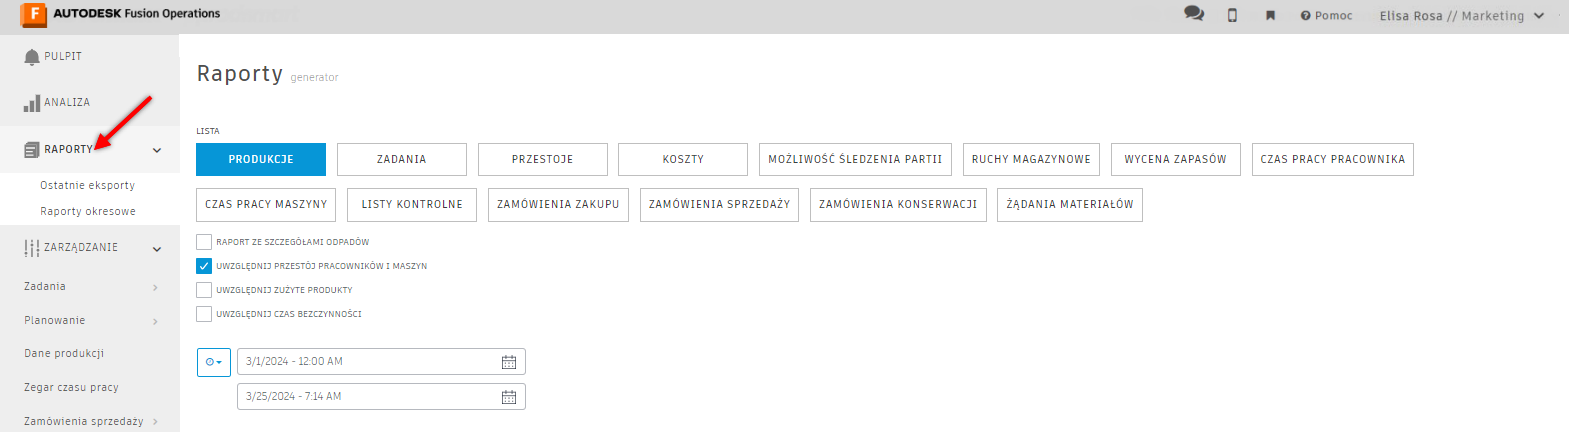 F AUTODESK Fusion Operations
Pomoc
Elisa Rosa // Marketing
PULPIT
ANALIZA
RAPORTY
Ostatnie eksporty
Raporty okresowe
ZARZĄDZANIE
Zadania
Planowanie
Dane produkcji
Zegar czasu pracy
Zamówienia sprzedaży
Raporty generator
LISTA
PRODUKCJE ZADANIA PRZESTOJE KOSZTY MOŻLIWOŚĆ ŚLEDZENIA PARTII RUCHY MAGAZYNOWE WYCENA ZAPASÓW CZAS PRACY PRACOWNIKA
CZAS PRACY MASZYNY LISTY KONTROLNE ZAMÓWIENIA ZAKUPU ZAMÓWIENIA SPRZEDAŻY ZAMÓWIENIA KONSERWACJI ŻĄDANIA MATERIAŁÓW
RAPORT ZE SZCZEGÓŁAMI ODPADÓW
UWZGLĘDNIJ PRZESTÓJ PRACOWNIKÓW I MASZYN
UWZGLĘDNIJ ZUŻYTE PRODUKTY
UWZGLĘDNIJ CZAS BEZCZYNNOŚCI
3/1/2024 - 12:00 AM
3/25/2024 - 7:14 AM